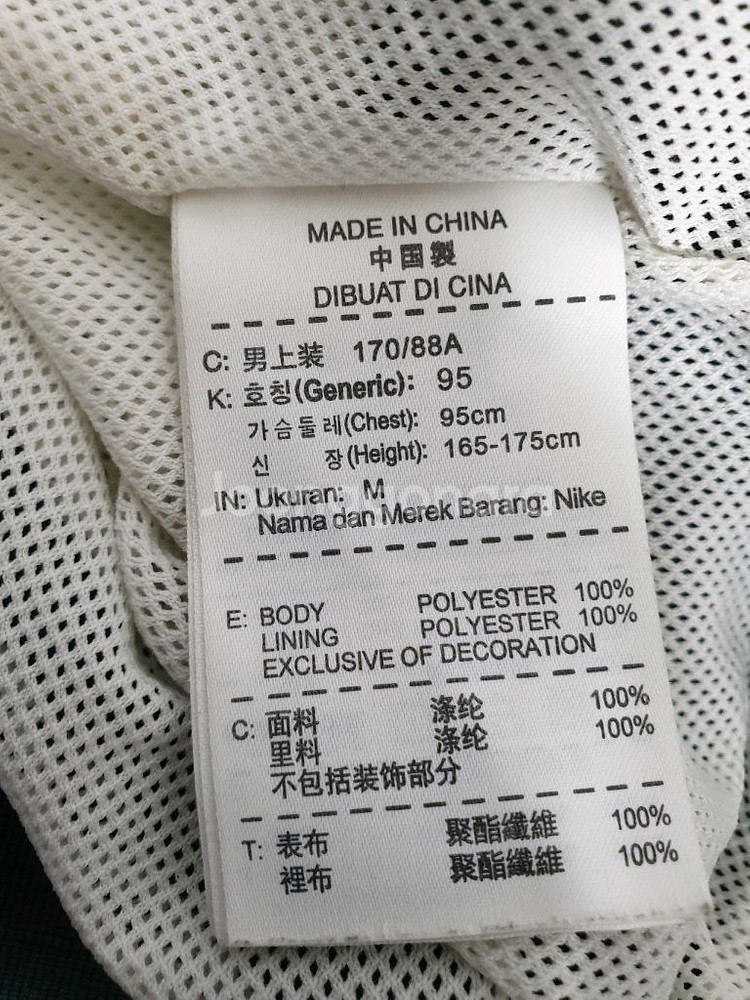 MADE IN CHINA
中国製
DIBUAT DI CINA
C: 男上装 170/88A
K: 호칭(Generic): 95
가슴둘레(Chest): 95cm
신 장(Height): 165-175cm
IN: Ukuran: M
Nama dan Merek Barang: Nike
E: BODY POLYESTER 100%
LINING POLYESTER 100%
EXCLUSIVE OF DECORATION
C: 面料 涤纶 100%
里料 涤纶 100%
不包括装饰部分
T: 表布 聚酯纖維 100%
裡布 聚酯纖維 100%